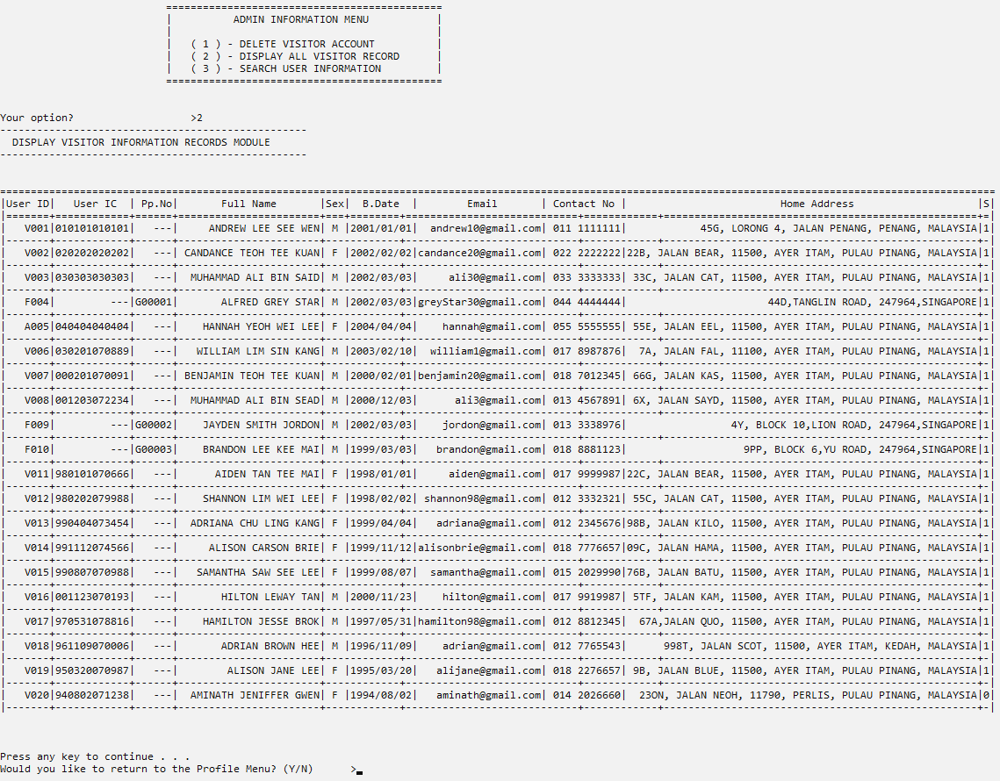 ==============================================
|          ADMIN INFORMATION MENU           |
|                                           |
|   ( 1 ) - DELETE VISITOR ACCOUNT          |
|   ( 2 ) - DISPLAY ALL VISITOR RECORD      |
|   ( 3 ) - SEARCH USER INFORMATION         |
==============================================
Your option?                   >2
--------------------------------------------------
  DISPLAY VISITOR INFORMATION RECORDS MODULE
--------------------------------------------------
|User ID|   User IC  | Pp.No|       Full Name       |Sex|  B.Date  |        Email       | Contact No |                         Home Address                    |S|
|   V001|010101010101|   ---|     ANDREW LEE SEE WEN| M |2001/01/01|  andrew10@gmail.com| 011 1111111|            45G, LORONG 4, JALAN PENANG, PENANG, MALAYSIA|1|
|   V002|020202020202|   ---| CANDANCE TEOH TEE KUAN| F |2002/02/02|candance20@gmail.com| 022 2222222|22B, JALAN BEAR, 11500, AYER ITAM, PULAU PINANG, MALAYSIA|1|
|   V003|030303030303|   ---|  MUHAMMAD ALI BIN SAID| M |2002/03/03|     ali30@gmail.com| 033 3333333| 33C, JALAN CAT, 11500, AYER ITAM, PULAU PINANG, MALAYSIA|1|
|   F004|         ---|G00001|       ALFRED GREY STAR| M |2002/03/03|greyStar30@gmail.com| 044 4444444|                       44D,TANGLIN ROAD, 247964,SINGAPORE|1|
|   A005|040404040404|   ---|    HANNAH YEOH WEI LEE| F |2004/04/04|    hannah@gmail.com| 055 5555555| 55E, JALAN EEL, 11500, AYER ITAM, PULAU PINANG, MALAYSIA|1|
|   V006|030201070889|   ---|   WILLIAM LIM SIN KANG| M |2003/02/10|  william1@gmail.com| 017 8987876|  7A, JALAN FAL, 11100, AYER ITAM, PULAU PINANG, MALAYSIA|1|
|   V007|000201070091|   ---| BENJAMIN TEOH TEE KUAN| M |2000/02/01|benjamin20@gmail.com| 018 7012345| 66G, JALAN KAS, 11500, AYER ITAM, PULAU PINANG, MALAYSIA|1|
|   V008|001203072234|   ---|  MUHAMMAD ALI BIN SEAD| M |2000/12/03|      ali3@gmail.com| 013 4567891| 6X, JALAN SAYD, 11500, AYER ITAM, PULAU PINANG, MALAYSIA|1|
|   F009|         ---|G00002|    JAYDEN SMITH JORDON| M |2002/03/03|    jordon@gmail.com| 013 3338976|                 4Y, BLOCK 10,LION ROAD, 247964,SINGAPORE|1|
|   F010|         ---|G00003|    BRANDON LEE KEE MAI| M |1999/03/03|   brandon@gmail.com| 018 8881123|                   9PP, BLOCK 6,YU ROAD, 247964,SINGAPORE|1|
|   V011|980101070666|   ---|      AIDEN TAN TEE MAI| F |1998/01/01|     aiden@gmail.com| 017 9999987|22C, JALAN BEAR, 11500, AYER ITAM, PULAU PINANG, MALAYSIA|1|
|   V012|980202079988|   ---|    SHANNON LIM WEI LEE| F |1998/02/02| shannon98@gmail.com| 012 3332321| 55C, JALAN CAT, 11500, AYER ITAM, PULAU PINANG, MALAYSIA|1|
|   V013|990404073454|   ---|  ADRIANA CHU LING KANG| F |1999/04/04|   adriana@gmail.com| 012 2345676|98B, JALAN KILO, 11500, AYER ITAM, PULAU PINANG, MALAYSIA|1|
|   V014|991112074566|   ---|     ALISON CARSON BRIE| F |1999/11/12|alisonbrie@gmail.com| 018 7776657|09C, JALAN HAMA, 11500, AYER ITAM, PULAU PINANG, MALAYSIA|1|
|   V015|990807070988|   ---|   SAMANTHA SAW SEE LEE| F |1999/08/07|  samantha@gmail.com| 015 2029990|76B, JALAN BATU, 11500, AYER ITAM, PULAU PINANG, MALAYSIA|1|
|   V016|001123070193|   ---|       HILTON LEWAY TAN| M |2000/11/23|    hilton@gmail.com| 017 9919987| 5TF, JALAN KAM, 11500, AYER ITAM, PULAU PINANG, MALAYSIA|1|
|   V017|970531078816|   ---|    HAMILTON JESSE BROK| M |1997/05/31|hamilton98@gmail.com| 012 8812345|  67A,JALAN QUO, 11500, AYER ITAM, PULAU PINANG, MALAYSIA|1|
|   V018|961109070006|   ---|       ADRIAN BROWN HEE| M |1996/11/09|    adrian@gmail.com| 012 7765543|      998T, JALAN SCOT, 11500, AYER ITAM, KEDAH, MALAYSIA|1|
|   V019|950320070987|   ---|        ALISON JANE LEE| F |1995/03/20|   alijane@gmail.com| 018 2276657| 9B, JALAN BLUE, 11500, AYER ITAM, PULAU PINANG, MALAYSIA|1|
|   V020|940802071238|   ---|  AMINATH JENIFFER GWEN| F |1994/08/02|   aminath@gmail.com| 014 2026660|  23ON, JALAN NEOH, 11790, PERLIS, PULAU PINANG, MALAYSIA|0|
Press any key to continue . . .
Would you like to return to the Profile Menu? (Y/N)      >